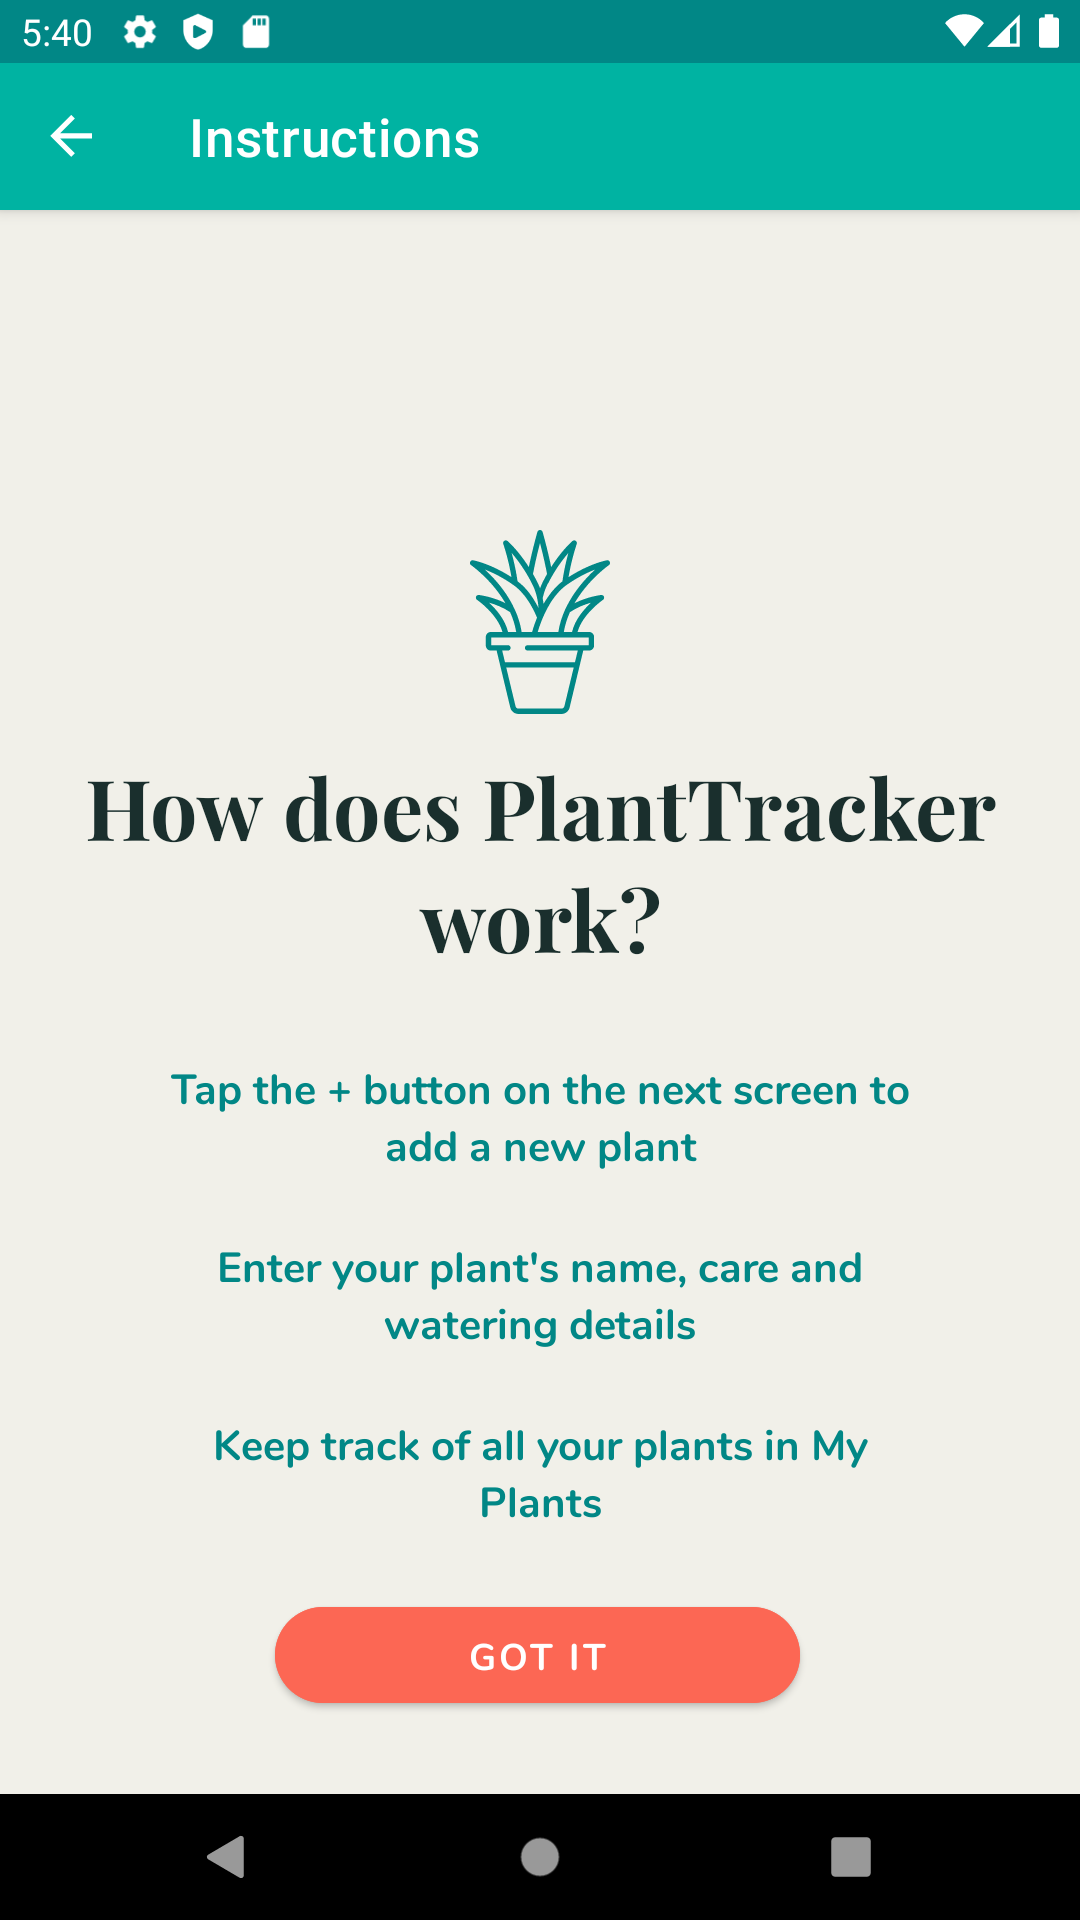 5:40
Instructions
How does PlantTracker
work?
Tap the + button on the next screen to
add a new plant
Enter your plant's name, care and
watering details
Keep track of all your plants in My
Plants
GOT IT